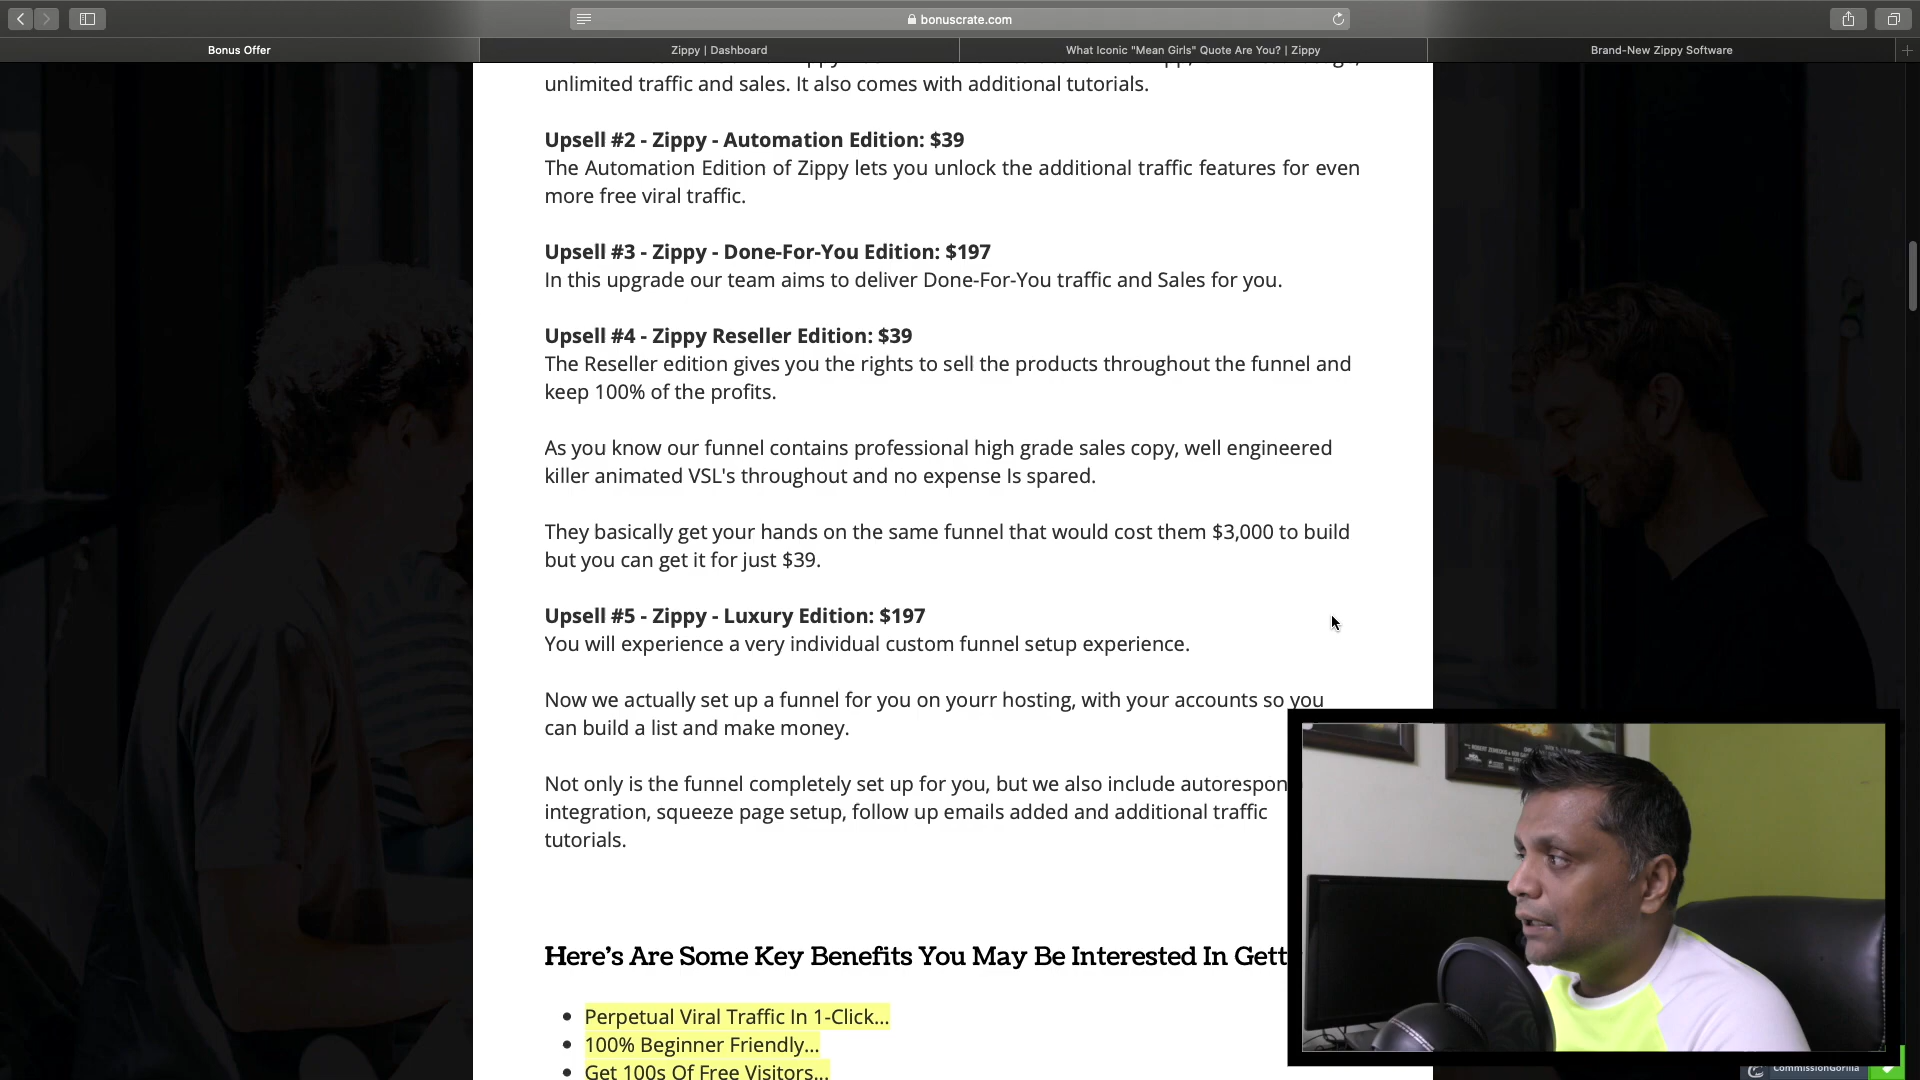 bonuscrate.com
Bonus Offer
Zippy | Dashboard
What Iconic "Mean Girls" Quote Are You? | Zippy
Brand-New Zippy Software
unlimited traffic and sales. It also comes with additional tutorials.
Upsell #2 - Zippy - Automation Edition: $39
The Automation Edition of Zippy lets you unlock the additional traffic features for even
more free viral traffic.
Upsell #3 - Zippy - Done-For-You Edition: $197
In this upgrade our team aims to deliver Done-For-You traffic and Sales for you.
Upsell #4 - Zippy Reseller Edition: $39
The Reseller edition gives you the rights to sell the products throughout the funnel and
keep 100% of the profits.
As you know our funnel contains professional high grade sales copy, well engineered
killer animated VSL's throughout and no expense Is spared.
They basically get your hands on the same funnel that would cost them $3,000 to build
but you can get it for just $39.
Upsell #5 - Zippy - Luxury Edition: $197
You will experience a very individual custom funnel setup experience.
Now we actually set up a funnel for you on yourr hosting, with your accounts so you
can build a list and make money.
Not only is the funnel completely set up for you, but we also include autorespon
integration, squeeze page setup, follow up emails added and additional traffic
tutorials.
Here's Are Some Key Benefits You May Be Interested In Gett
Perpetual Viral Traffic In 1-Click...
100% Beginner Friendly...
Get 100s Of Free Visitors...
CommissionGorilla